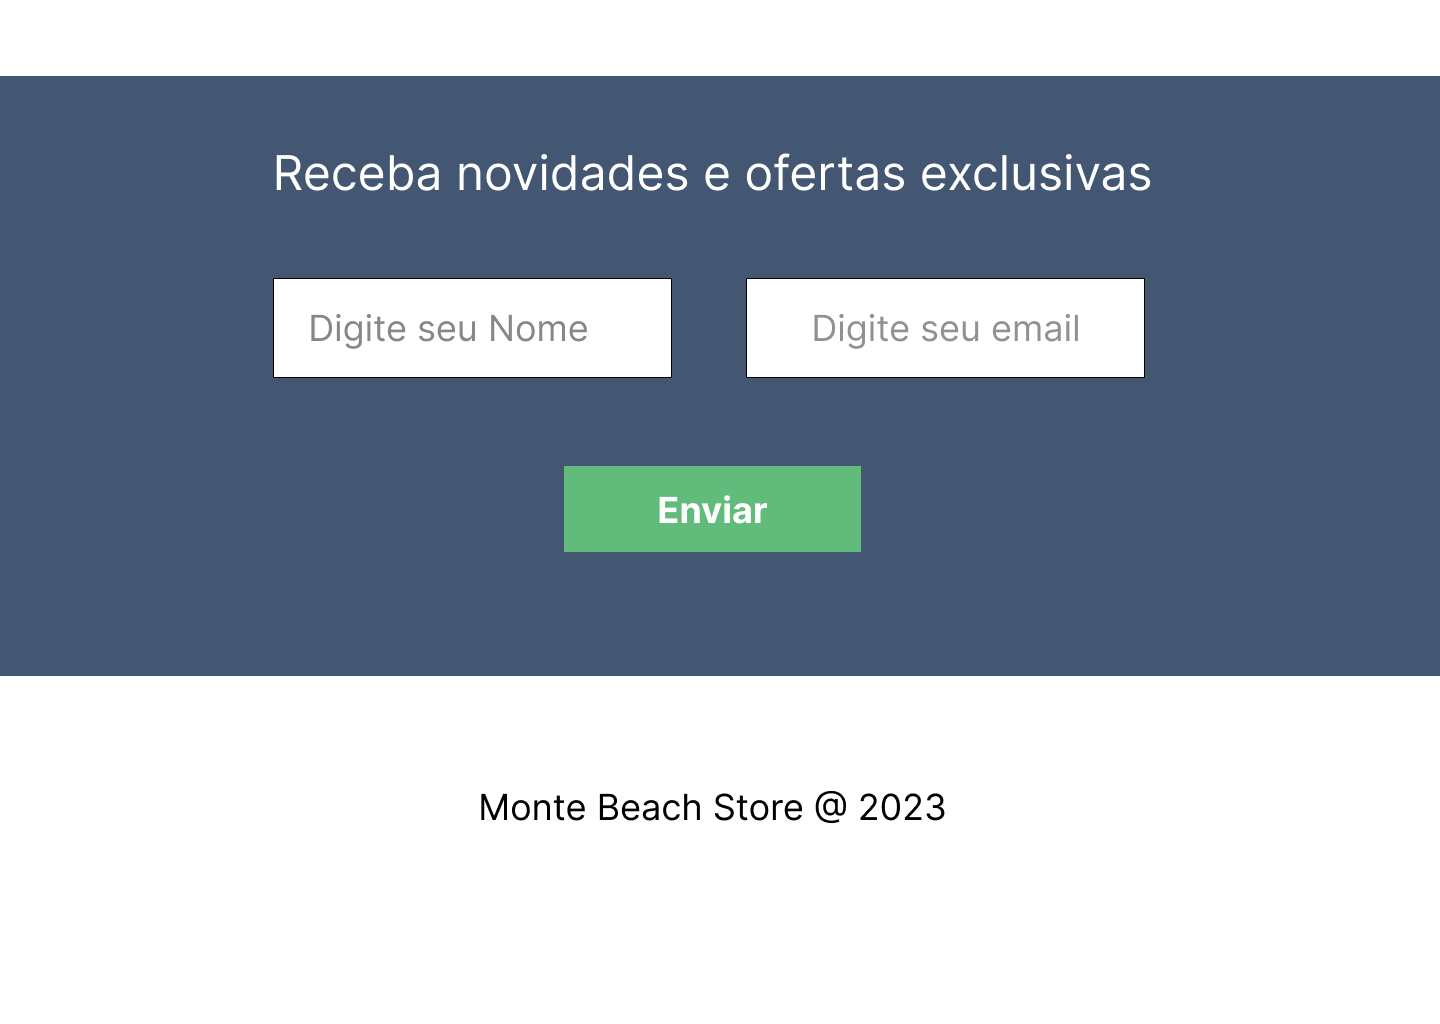 Receba novidades e ofertas exclusivas
Digite seu Nome
Digite seu email
Enviar
Monte Beach Store @ 2023